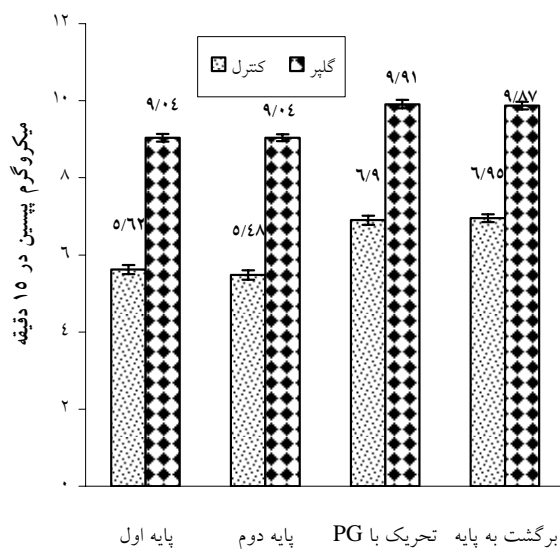 ۱۲
کنترل
گلپر
۹/۰۴
۹/۰۴
۹/۹۱
۹/۸۷
۱۰
۸
۶/۹
۶/۹۵
۵/۶۲
۵/۴۸
۶
۴
۲
۰
میکروگرم پپسین در ۱۵ دقیقه
پایه اول
پایه دوم
تحریک با PG
برگشت به پایه